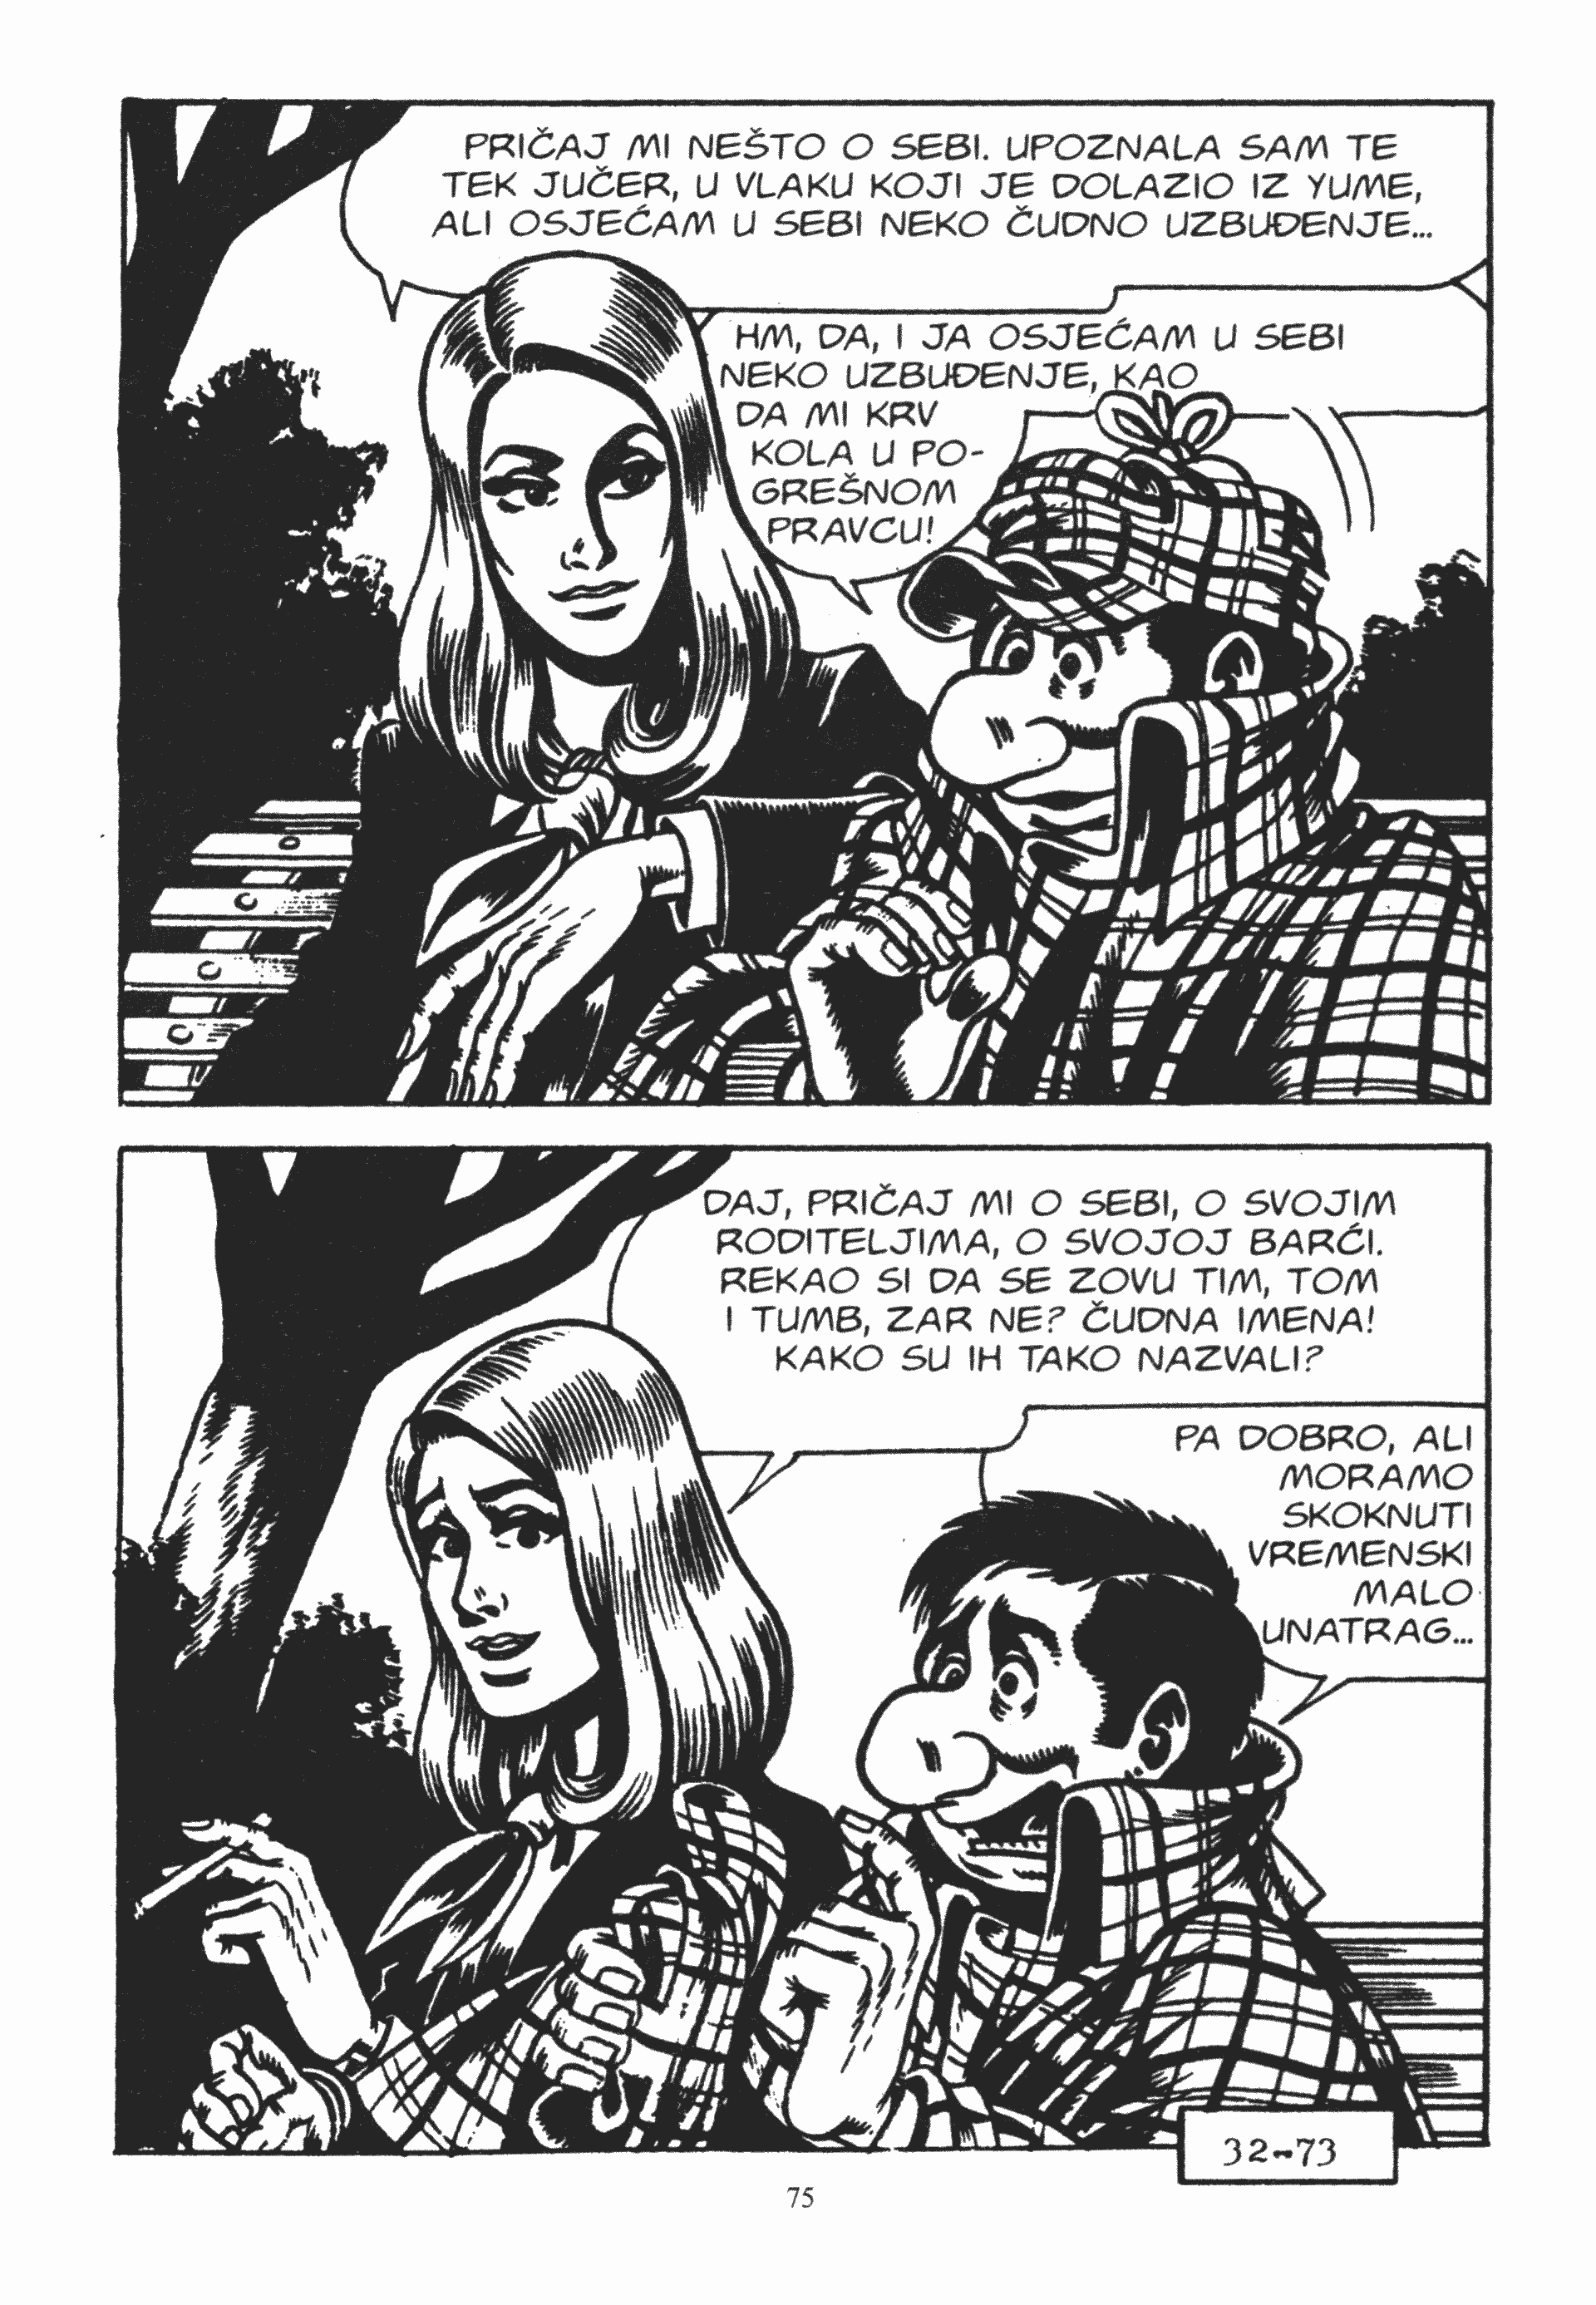 PRIČAJ MI NEŠTO O SEBI. UPOZNALA SAM TE
TEK JUČER, U VLAKU KOJI JE DOLAZIO IZ YUME,
ALI OSJEĆAM U SEBI NEKO ČUDNO UZBUĐENJE...
HM, DA, I JA OSJEĆAM U SEBI
NEKO UZBUĐENJE, KAO
DA MI KRV
KOLA U PO-
GREŠNOM
PRAVCU!
DAJ, PRIČAJ MI O SEBI, O SVOJIM
RODITELJIMA, O SVOJOJ BARĆI.
REKAO SI DA SE ZOVU TIM, TOM
I TUMB, ZAR NE? ČUDNA IMENA!
KAKO SU IH TAKO NAZVALI?
PA DOBRO, ALI
MORAMO
SKOKNUTI
VREMENSKI
MALO
UNATRAG...
32-73
75